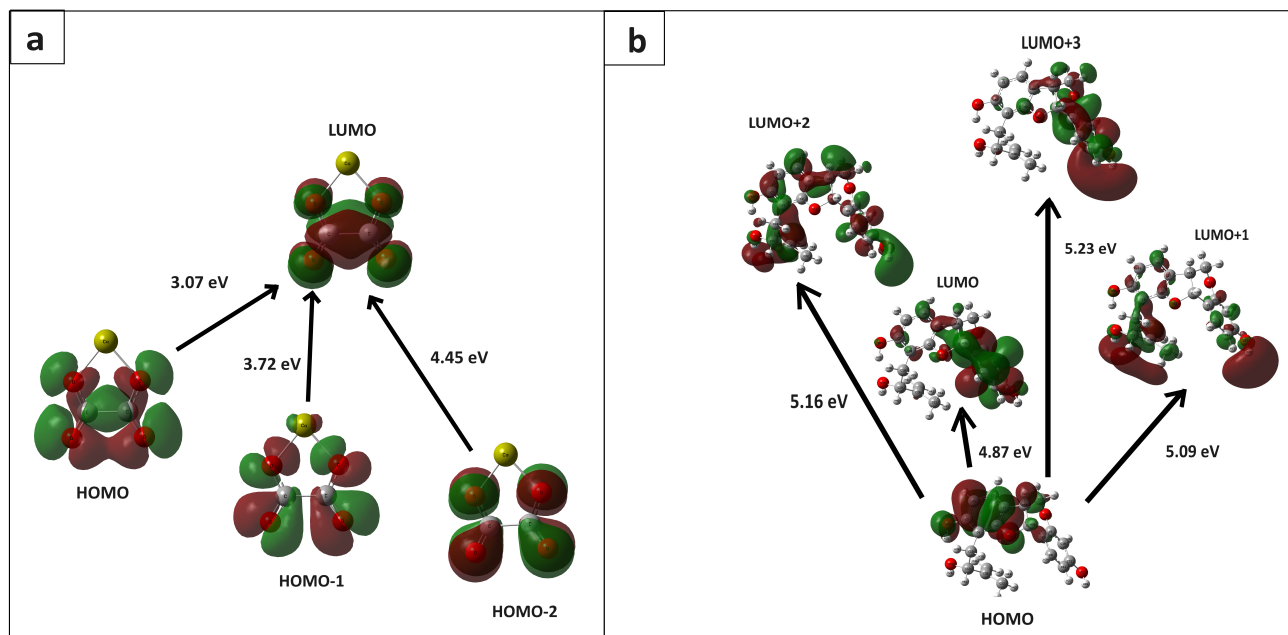 a
LUMO
3.07 eV
3.72 eV
4.45 eV
HOMO
HOMO-1
HOMO-2
b
LUMO+3
LUMO+2
5.23 eV
LUMO+1
LUMO
5.16 eV
4.87 eV
5.09 eV
HOMO